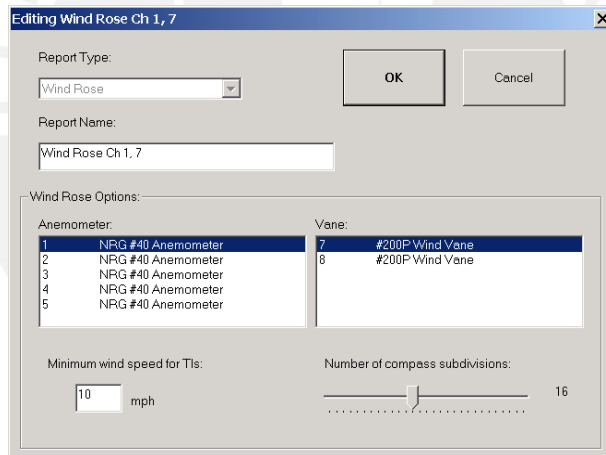 Editing Wind Rose Ch 1, 7
Report Type:
Wind Rose
OK
Cancel
Report Name:
Wind Rose Ch 1, 7
Wind Rose Options:
Anemometer:
1 NRG #40 Anemometer
2 NRG #40 Anemometer
3 NRG #40 Anemometer
4 NRG #40 Anemometer
5 NRG #40 Anemometer
Vane:
7 #200P Wind Vane
8 #200P Wind Vane
Minimum wind speed for TIs:
10 mph
Number of compass subdivisions:
16